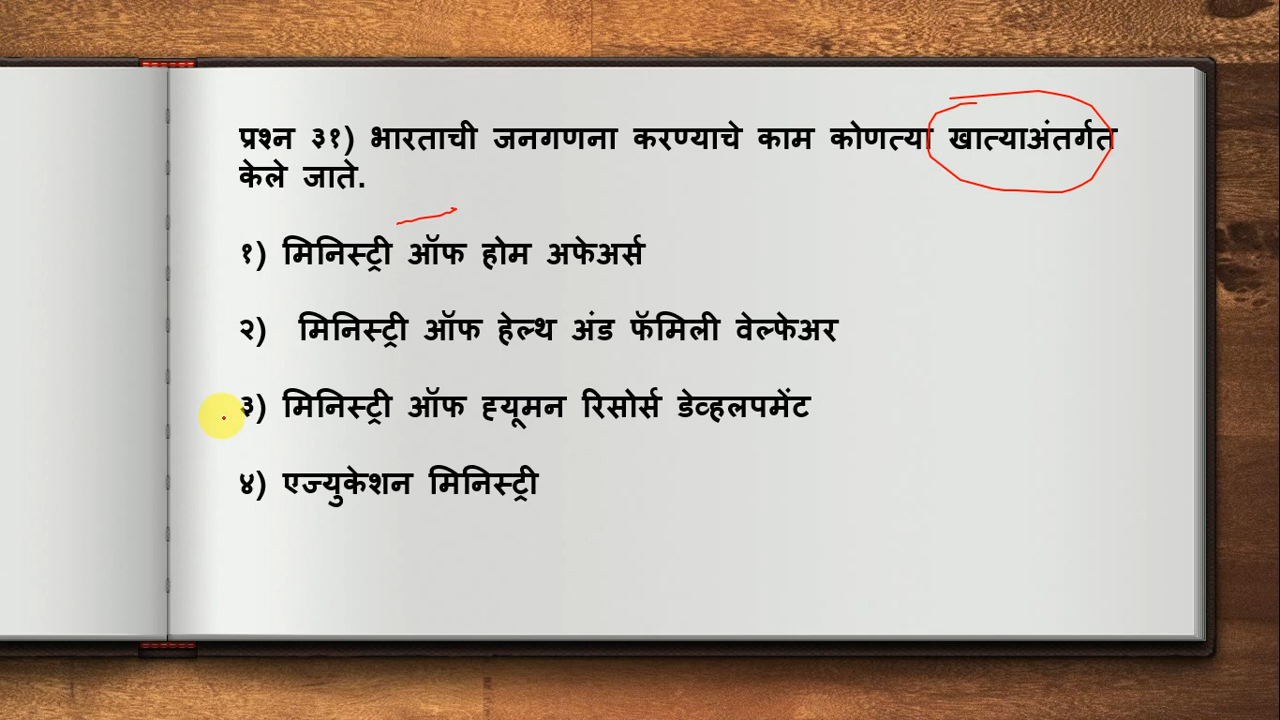 प्रश्न ३१) भारताची जनगणना करण्याचे काम कोणत्या खात्याअंतर्गत
केले जाते.
१) मिनिस्ट्री ऑफ होम अफेअर्स
२) मिनिस्ट्री ऑफ हेल्थ अंड फॅमिली वेल्फेअर
३) मिनिस्ट्री ऑफ ह्यूमन रिसोर्स डेव्हलपमेंट
४) एज्युकेशन मिनिस्ट्री